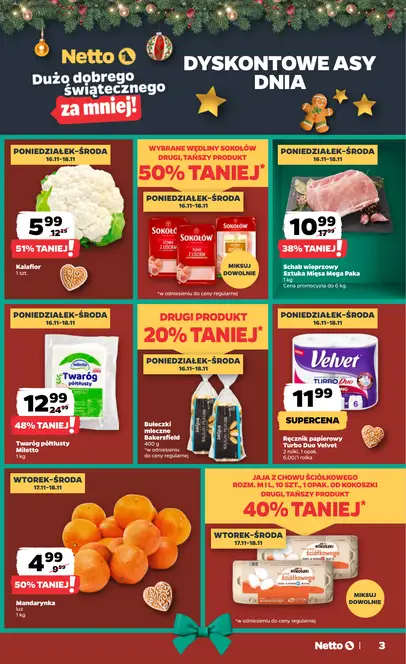 Netto
Dużo dobrego
świątecznego
za mniej!
DYSKONTOWE ASY
DNIA
PONIEDZIAŁEK-ŚRODA
16.11-18.11
5.99
12.25
51% TANIEJ
Kalafior
1 szt.
WYBRANE WĘDLINY SOKOŁÓW
DRUGI, TAŃSZY PRODUKT
50% TANIEJ*
PONIEDZIAŁEK-ŚRODA
16.11-18.11
SOKOŁÓW
SOKOŁÓW
SOKOŁÓW
MIKSUJ
DOWOLNIE
*w odniesieniu do ceny regularnej
PONIEDZIAŁEK-ŚRODA
16.11-18.11
10.99
17.99
38% TANIEJ
Schab wieprzowy
Sztuka Mięsa Mega Paka
1 kg
Cena promocyjna do 6 kg.
PONIEDZIAŁEK-ŚRODA
16.11-18.11
Twaróg
półtłusty
12.99
24.99
48% TANIEJ
Twaróg półtłusty
Miletto
1 kg
DRUGI PRODUKT
20% TANIEJ*
PONIEDZIAŁEK-ŚRODA
16.11-18.11
Bułeczki
mleczne
Bakersfield
400 g
*w odniesieniu
do ceny regularnej
PONIEDZIAŁEK-ŚRODA
16.11-18.11
Velvet
TURBO Duo
11.99
SUPERCENA
Ręcznik papierowy
Turbo Duo Velvet
2 rolki, 1 opak.
6,00/1 rolka
WTOREK-ŚRODA
17.11-18.11
4.99
9.99
50% TANIEJ
Mandarynka
luz
1 kg
JAJA Z CHOWU ŚCIÓŁKOWEGO
ROZM. M I L, 10 SZT., 1 OPAK. OD KOKOSZKI
DRUGI, TAŃSZY PRODUKT
40% TANIEJ*
WTOREK-ŚRODA
17.11-18.11
ściółkowego
ściółkowego
MIKSUJ
DOWOLNIE
*w odniesieniu do ceny regularnej
Netto
3